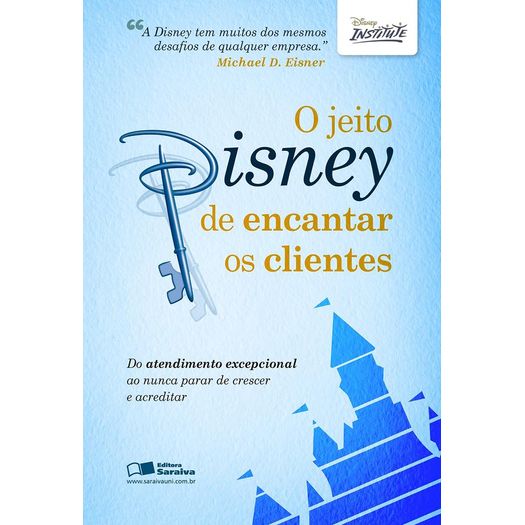 “A Disney tem muitos dos mesmos
desafios de qualquer empresa.”
Michael D. Eisner
Disney
INSTITUTE
O jeito
Disney
de encantar
os clientes
Do atendimento excepcional
ao nunca parar de crescer
e acreditar
Editora
Saraiva
www.saraivauni.com.br